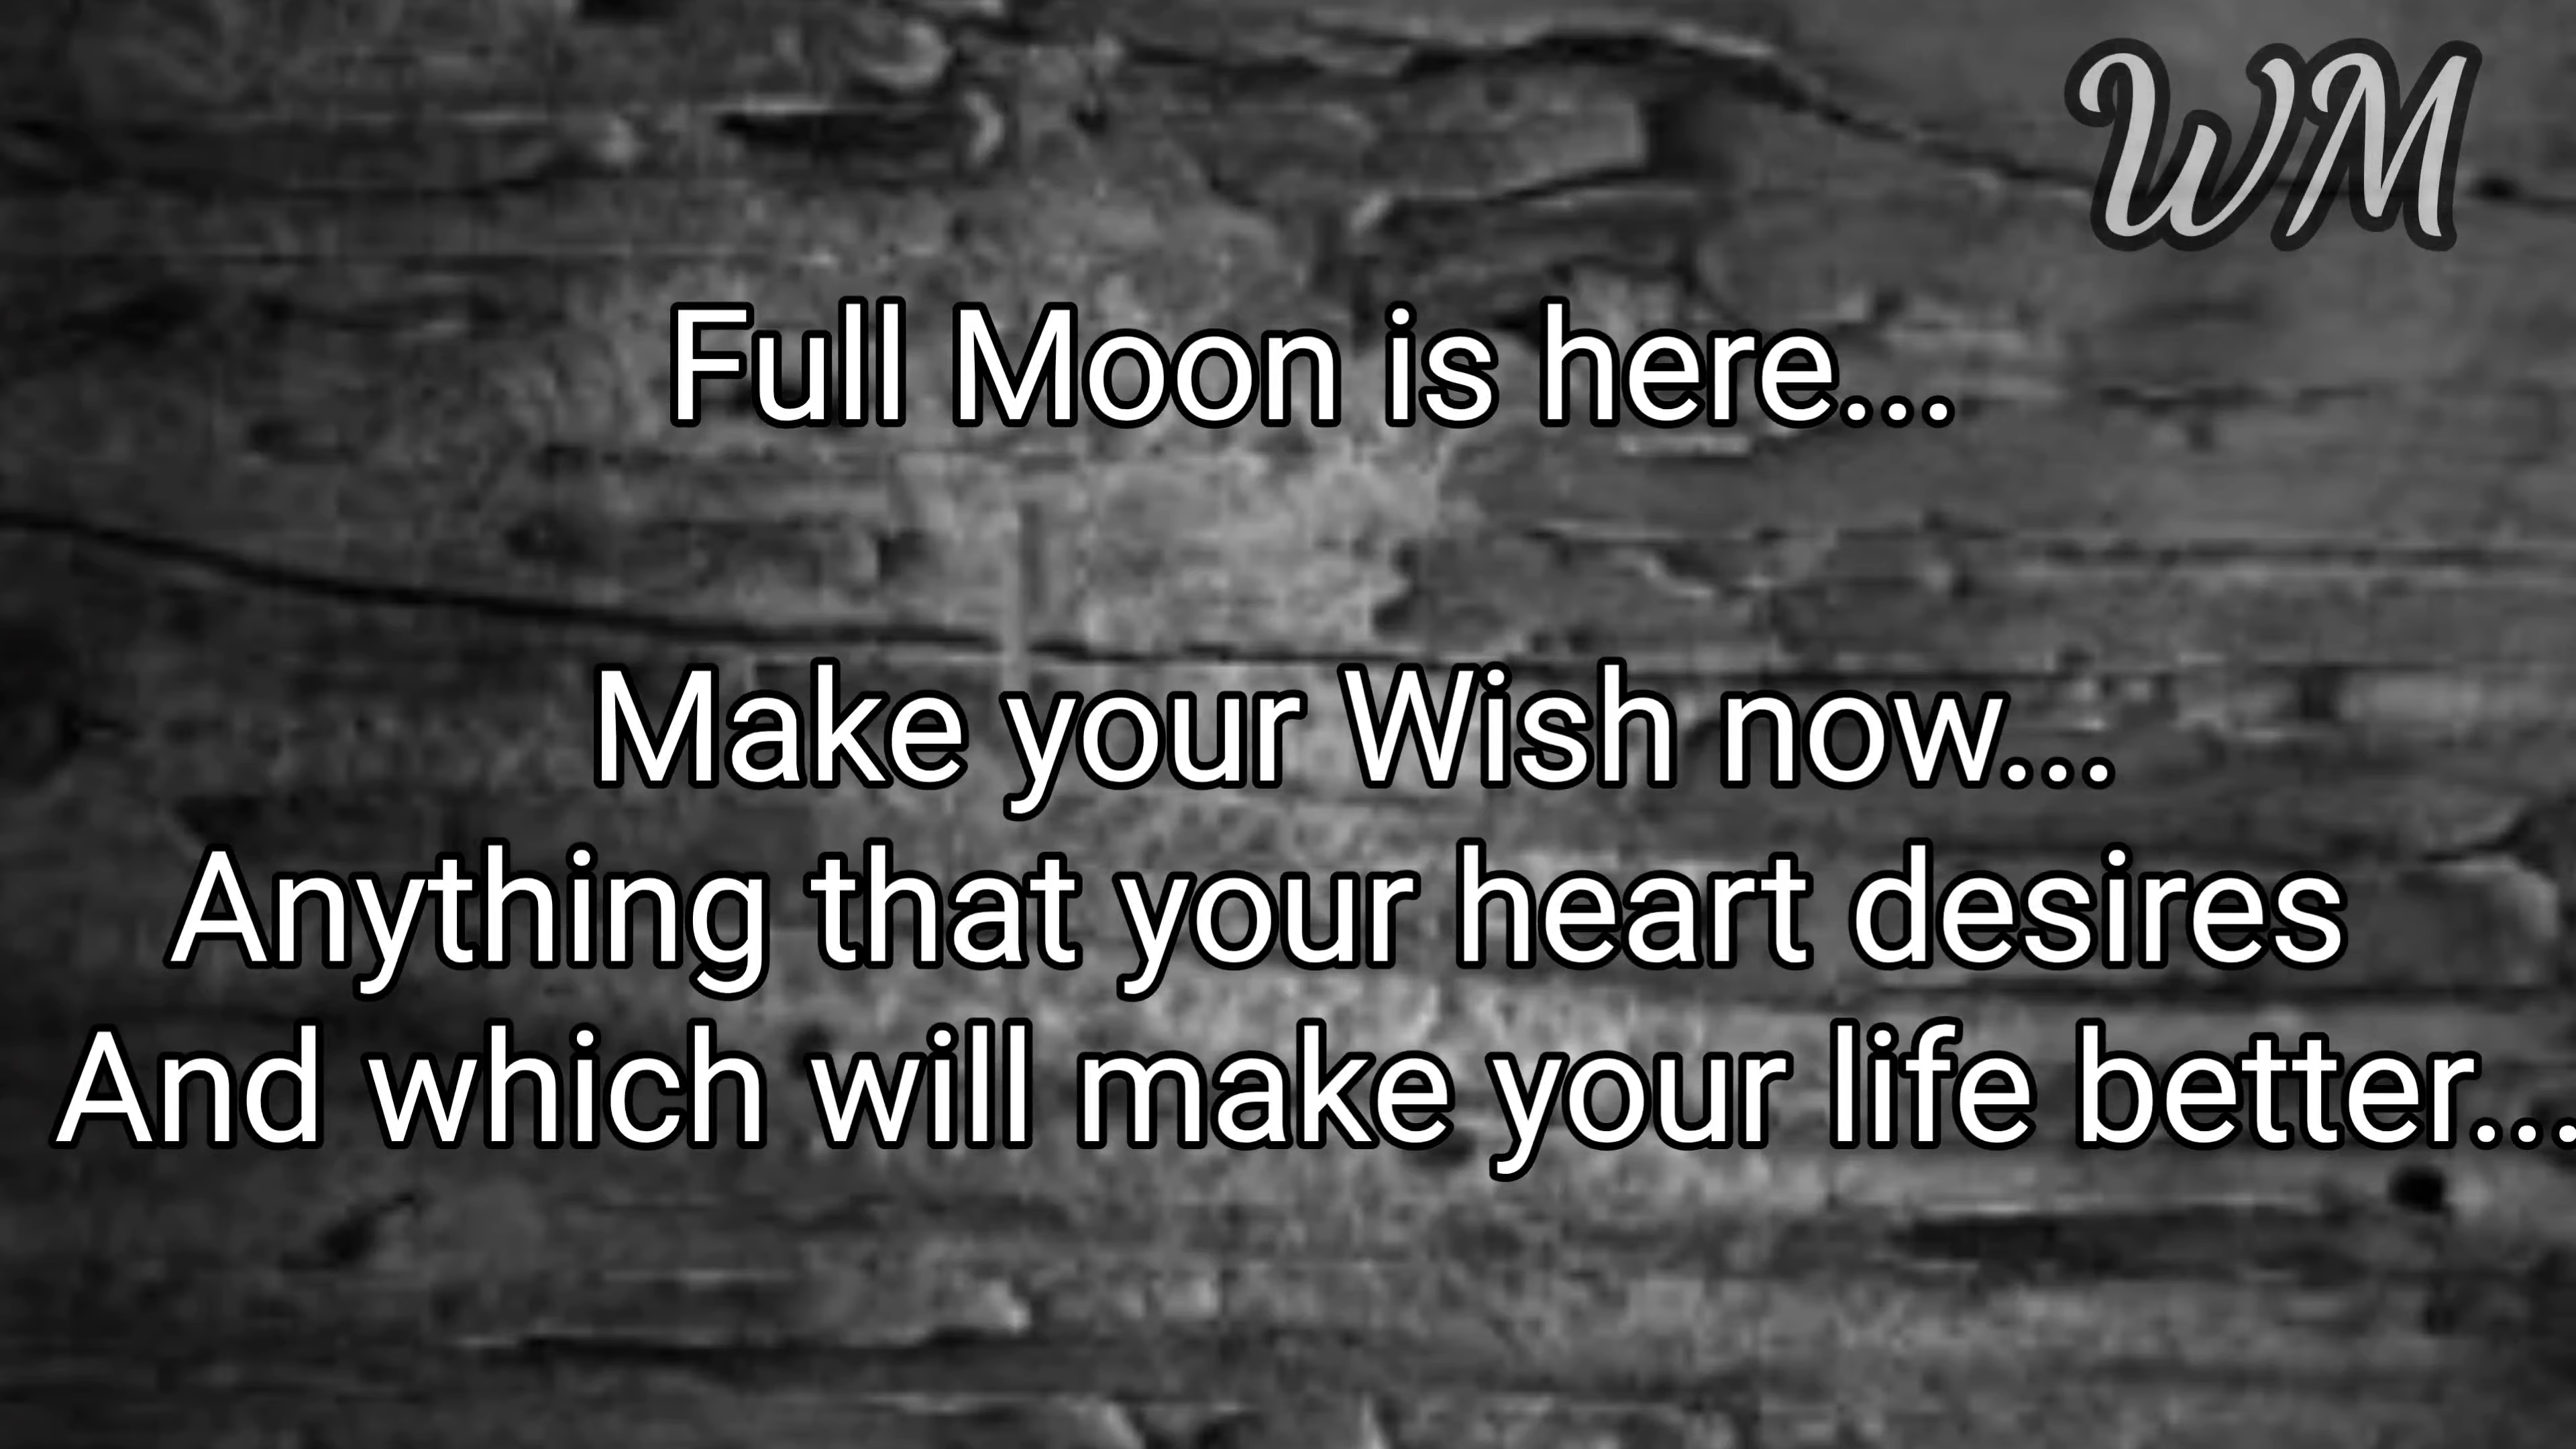 WM
Full Moon is here...
Make your Wish now...
Anything that your heart desires
And which will make your life better...